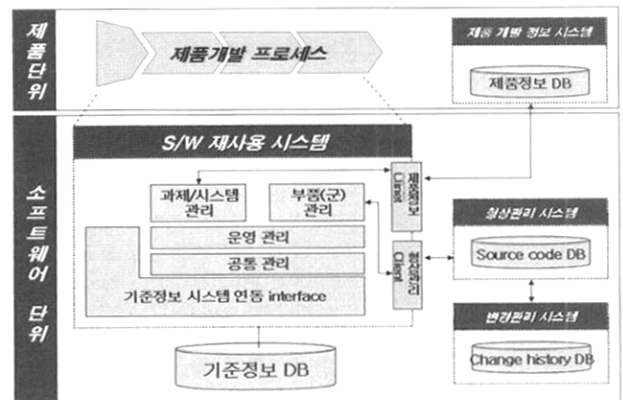 제품단위
제품개발 프로세스
제품 개발 정보 시스템
제품정보 DB
소프트웨어 단위
S/W 재사용 시스템
과제/시스템
관리
부품(군)
관리
제품정보
Client
운영 관리
공통 관리
기준정보 시스템 연동 interface
형상관리
Client
기준정보 DB
형상관리 시스템
Source code DB
변경관리 시스템
Change history DB